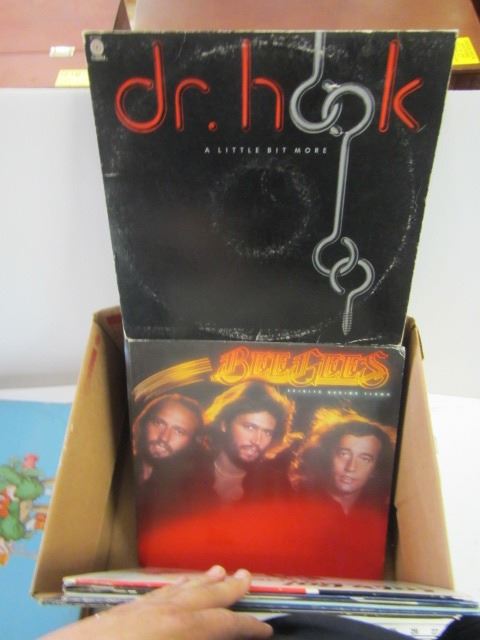 dr. hook
A LITTLE BIT MORE
BEE GEES
SPIRITS HAVING FLOWN